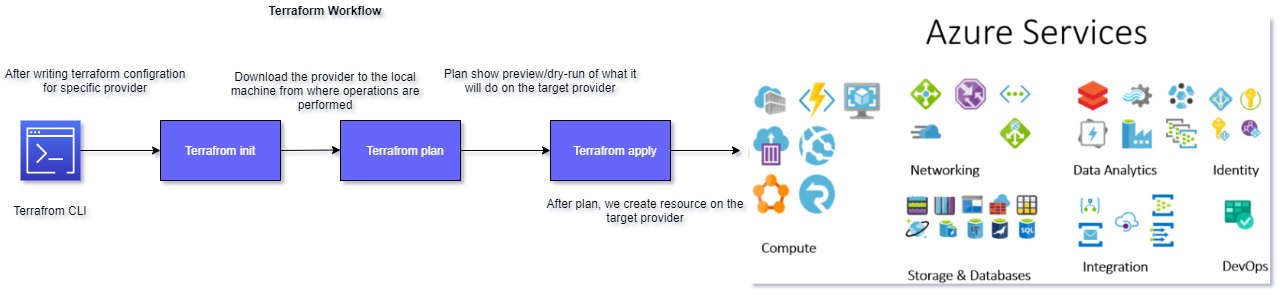 Terraform Workflow
After writing terraform configration
for specific provider
Download the provider to the local
machine from where operations are
performed
Plan show preview/dry-run of what it
will do on the target provider
Terrafrom init
Terrafrom plan
Terrafrom apply
Terrafrom CLI
After plan, we create resource on the
target provider
Azure Services
Compute
Networking
Data Analytics
Identity
SQL
Storage & Databases
Integration
DevOps